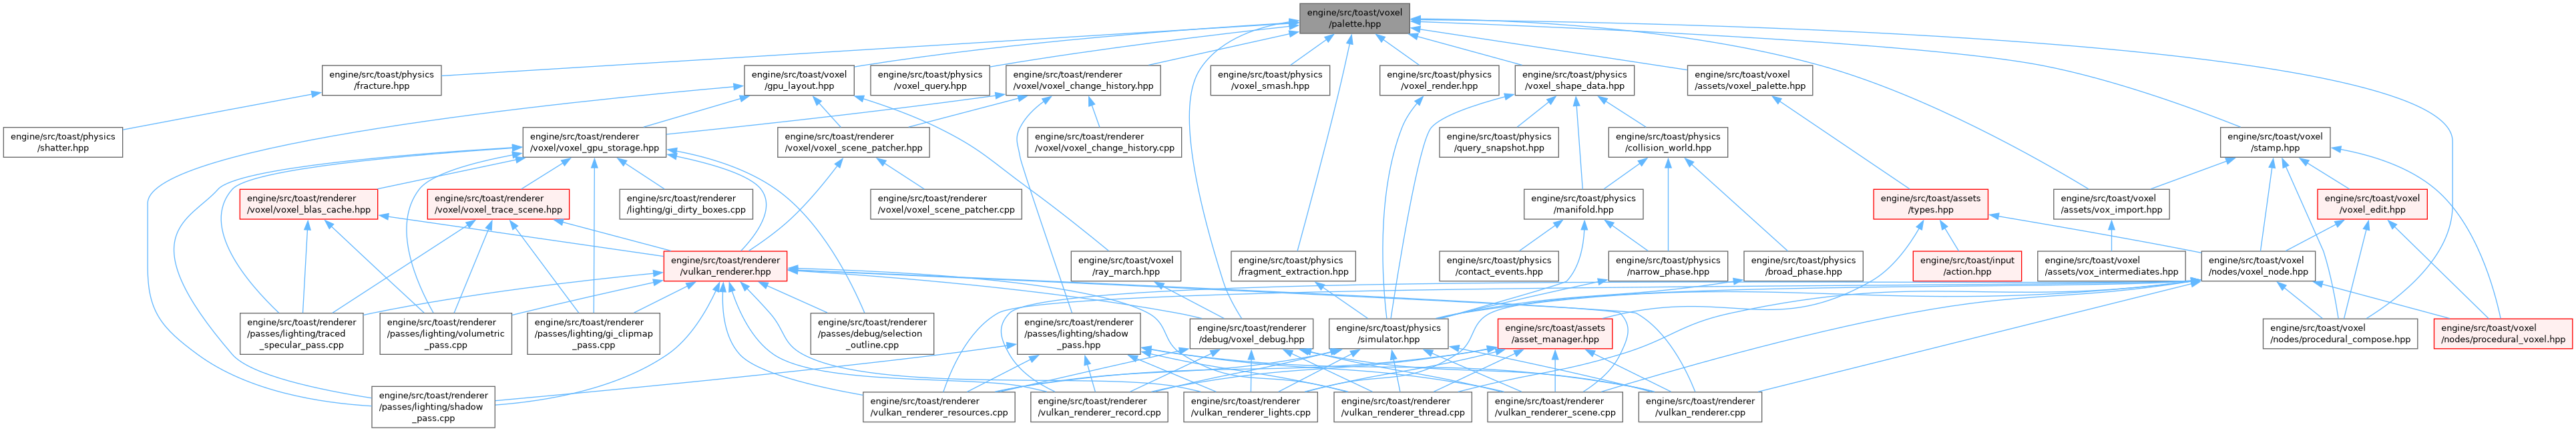 engine/src/toast/voxel
/palette.hpp
engine/src/toast/physics
/fracture.hpp
engine/src/toast/voxel
/gpu_layout.hpp
engine/src/toast/physics
/voxel_query.hpp
engine/src/toast/renderer
/voxel/voxel_change_history.hpp
engine/src/toast/physics
/voxel_smash.hpp
engine/src/toast/physics
/voxel_render.hpp
engine/src/toast/physics
/voxel_shape_data.hpp
engine/src/toast/voxel
/assets/voxel_palette.hpp
engine/src/toast/physics
/shatter.hpp
engine/src/toast/renderer
/voxel/voxel_gpu_storage.hpp
engine/src/toast/renderer
/voxel/voxel_scene_patcher.hpp
engine/src/toast/renderer
/voxel/voxel_change_history.cpp
engine/src/toast/physics
/query_snapshot.hpp
engine/src/toast/physics
/collision_world.hpp
engine/src/toast/voxel
/stamp.hpp
engine/src/toast/renderer
/voxel/voxel_blas_cache.hpp
engine/src/toast/renderer
/voxel/voxel_trace_scene.hpp
engine/src/toast/renderer
/lighting/gi_dirty_boxes.cpp
engine/src/toast/renderer
/voxel/voxel_scene_patcher.cpp
engine/src/toast/physics
/manifold.hpp
engine/src/toast/assets
/types.hpp
engine/src/toast/voxel
/assets/vox_import.hpp
engine/src/toast/voxel
/voxel_edit.hpp
engine/src/toast/renderer
/vulkan_renderer.hpp
engine/src/toast/voxel
/ray_march.hpp
engine/src/toast/physics
/fragment_extraction.hpp
engine/src/toast/physics
/contact_events.hpp
engine/src/toast/physics
/narrow_phase.hpp
engine/src/toast/physics
/broad_phase.hpp
engine/src/toast/input
/action.hpp
engine/src/toast/voxel
/assets/vox_intermediates.hpp
engine/src/toast/voxel
/nodes/voxel_node.hpp
engine/src/toast/renderer
/passes/lighting/traced
_specular_pass.cpp
engine/src/toast/renderer
/passes/lighting/volumetric
_pass.cpp
engine/src/toast/renderer
/passes/lighting/gi_clipmap
_pass.cpp
engine/src/toast/renderer
/passes/debug/selection
_outline.cpp
engine/src/toast/renderer
/passes/lighting/shadow
_pass.hpp
engine/src/toast/renderer
/debug/voxel_debug.hpp
engine/src/toast/physics
/simulator.hpp
engine/src/toast/assets
/asset_manager.hpp
engine/src/toast/voxel
/nodes/procedural_compose.hpp
engine/src/toast/voxel
/nodes/procedural_voxel.hpp
engine/src/toast/renderer
/passes/lighting/shadow
_pass.cpp
engine/src/toast/renderer
/vulkan_renderer_resources.cpp
engine/src/toast/renderer
/vulkan_renderer_record.cpp
engine/src/toast/renderer
/vulkan_renderer_lights.cpp
engine/src/toast/renderer
/vulkan_renderer_thread.cpp
engine/src/toast/renderer
/vulkan_renderer_scene.cpp
engine/src/toast/renderer
/vulkan_renderer.cpp